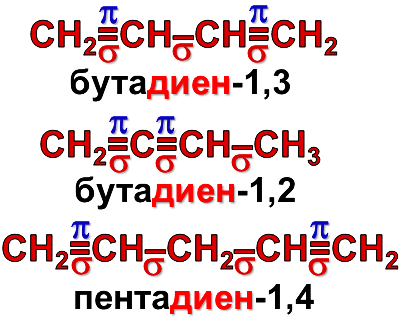 π π
CH₂=CH–CH=CH₂
σ σ σ
бутадиен-1,3
π π
CH₂=C=CH–CH₃
σ σ σ
бутадиен-1,2
π π
CH₂=CH–CH₂–CH=CH₂
σ σ σ σ
пентадиен-1,4